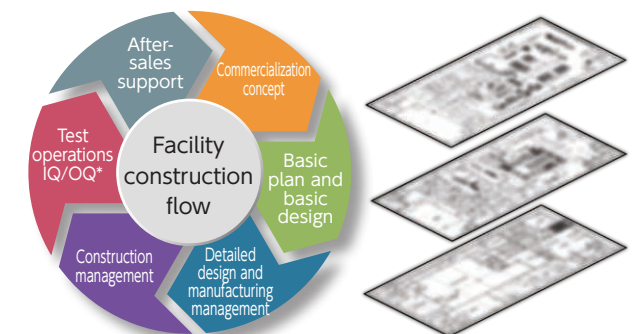 After-
sales
support
Commercialization
concept
Test
operations
IQ/OQ*
Facility
construction
flow
Basic
plan and
basic
design
Construction
management
Detailed
design and
manufacturing
management